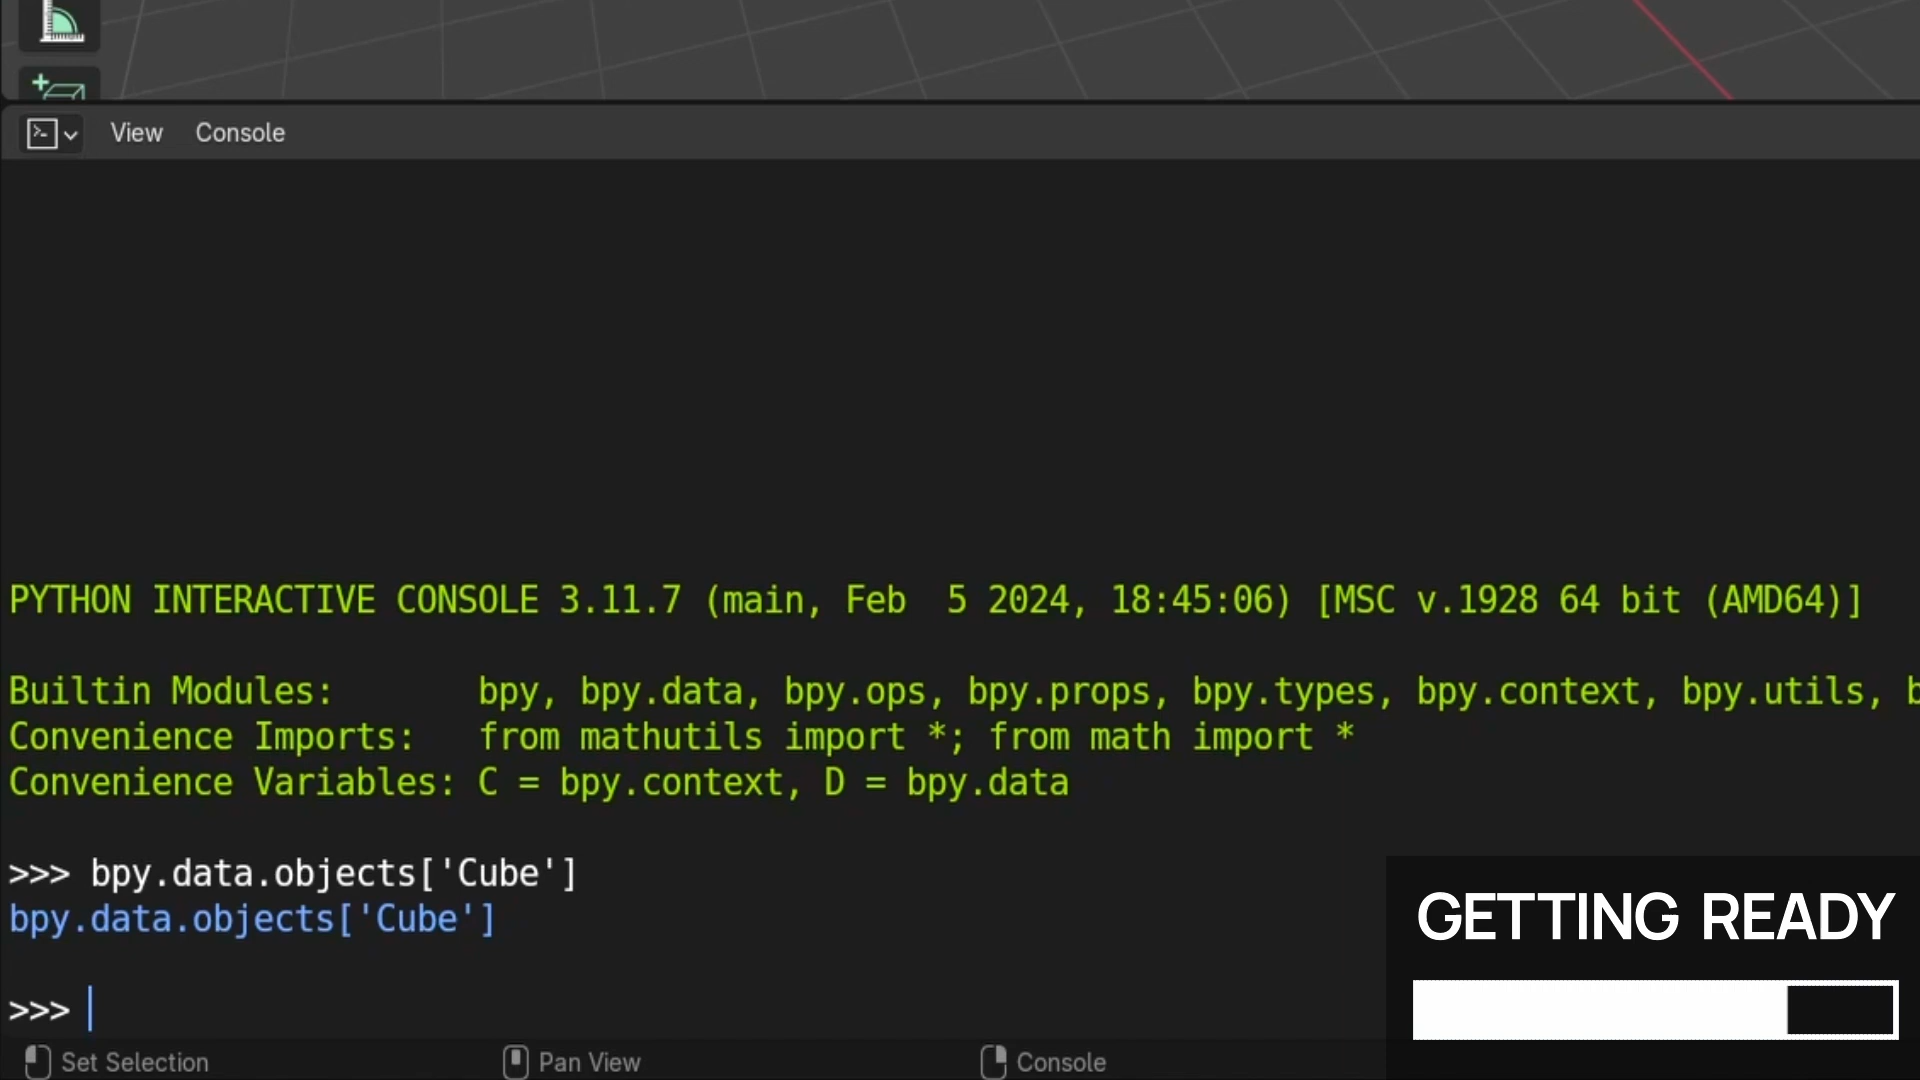 View Console
PYTHON INTERACTIVE CONSOLE 3.11.7 (main, Feb  5 2024, 18:45:06) [MSC v.1928 64 bit (AMD64)]
Builtin Modules:       bpy, bpy.data, bpy.ops, bpy.props, bpy.types, bpy.context, bpy.utils,
Convenience Imports:   from mathutils import *; from math import *
Convenience Variables: C = bpy.context, D = bpy.data
>>> bpy.data.objects['Cube']
bpy.data.objects['Cube']
>>>
GETTING READY
Set Selection Pan View Console